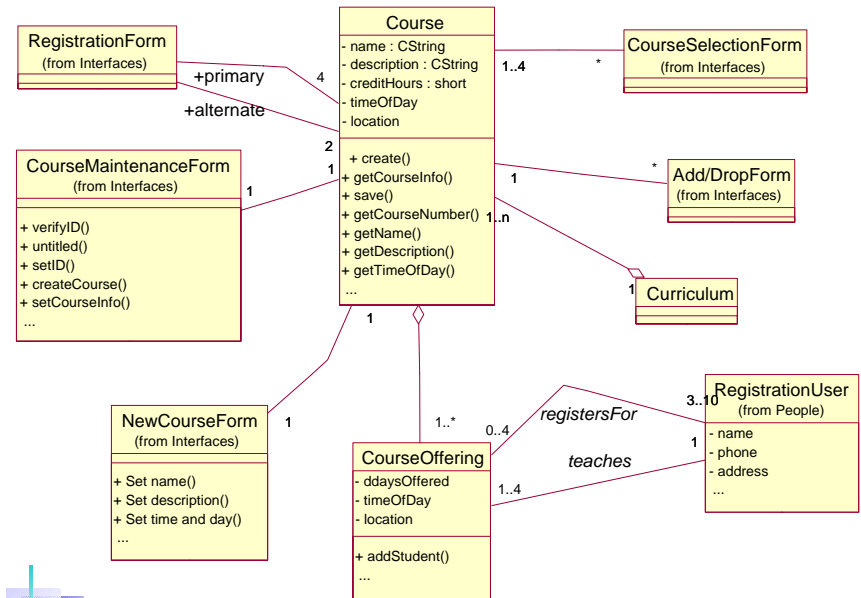 RegistrationForm
(from Interfaces)
+primary
+alternate
4
2
Course
- name : CString
- description : CString
- creditHours : short
- timeOfDay
- location
+ create()
+ getCourseInfo()
+ save()
+ getCourseNumber()
+ getName()
+ getDescription()
+ getTimeOfDay()
...
1..4
*
CourseSelectionForm
(from Interfaces)
CourseMaintenanceForm
(from Interfaces)
+ verifyID()
+ untitled()
+ setID()
+ createCourse()
+ setCourseInfo()
...
1
1
1
*
Add/DropForm
(from Interfaces)
1..n
1
Curriculum
1
1
NewCourseForm
(from Interfaces)
+ Set name()
+ Set description()
+ Set time and day()
...
1..*
CourseOffering
- ddaysOffered
- timeOfDay
- location
+ addStudent()
...
0..4
registersFor
3..10
1..4
teaches
1
RegistrationUser
(from People)
- name
- phone
- address
...